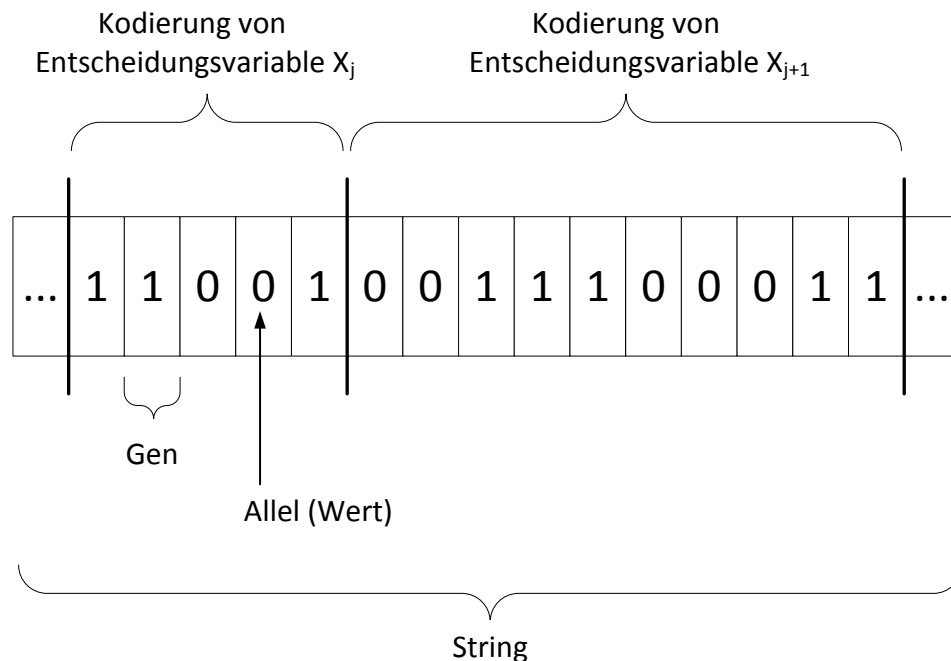 Kodierung von
Entscheidungsvariable Xj
Kodierung von
Entscheidungsvariable Xj+1
... 1 1 0 0 1 0 0 1 1 1 0 0 0 1 1 ...
Gen
Allel (Wert)
String